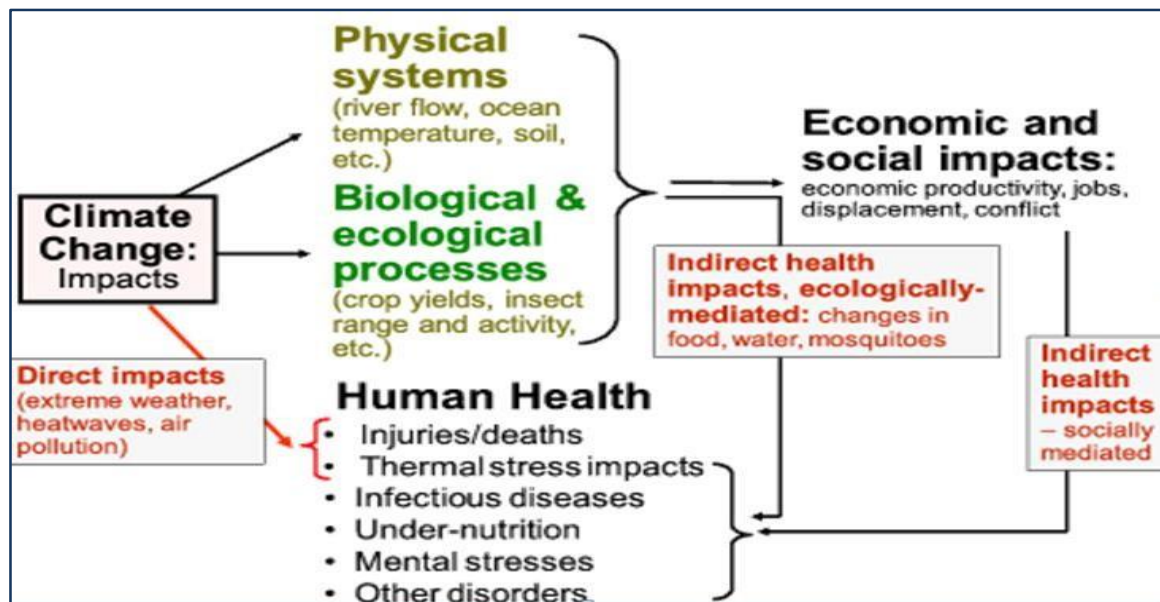 Climate
Change:
Impacts
Physical
systems
(river flow, ocean
temperature, soil,
etc.)
Biological &
ecological
processes
(crop yields, insect
range and activity,
etc.)
Economic and
social impacts:
economic productivity, jobs,
displacement, conflict
Indirect health
impacts, ecologically-
mediated: changes in
food, water, mosquitoes
Indirect
health
impacts
– socially
mediated
Direct impacts
(extreme weather,
heatwaves, air
pollution)
Human Health
• Injuries/deaths
• Thermal stress impacts
• Infectious diseases
• Under-nutrition
• Mental stresses
• Other disorders